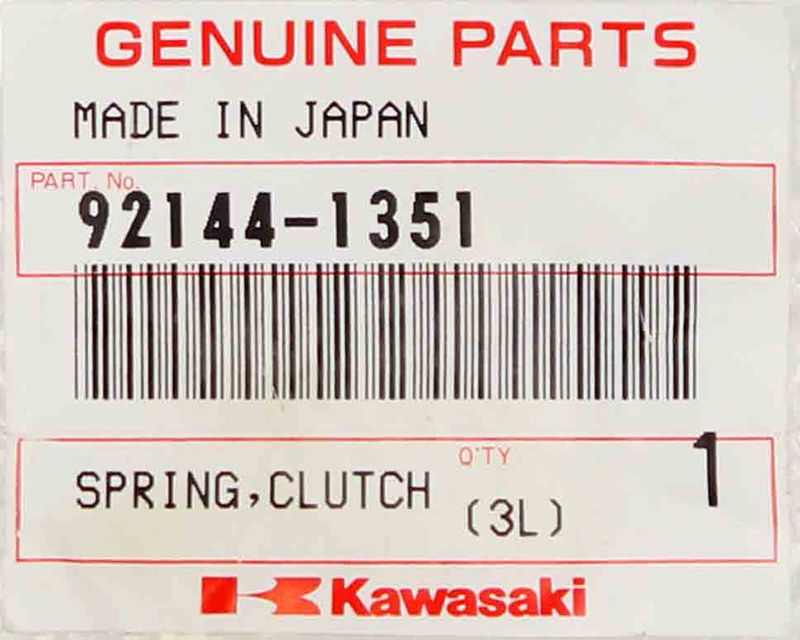 GENUINE PARTS
MADE IN JAPAN
PART. No.
92144-1351
SPRING,CLUTCH Q'TY 1
(3L)
Kawasaki